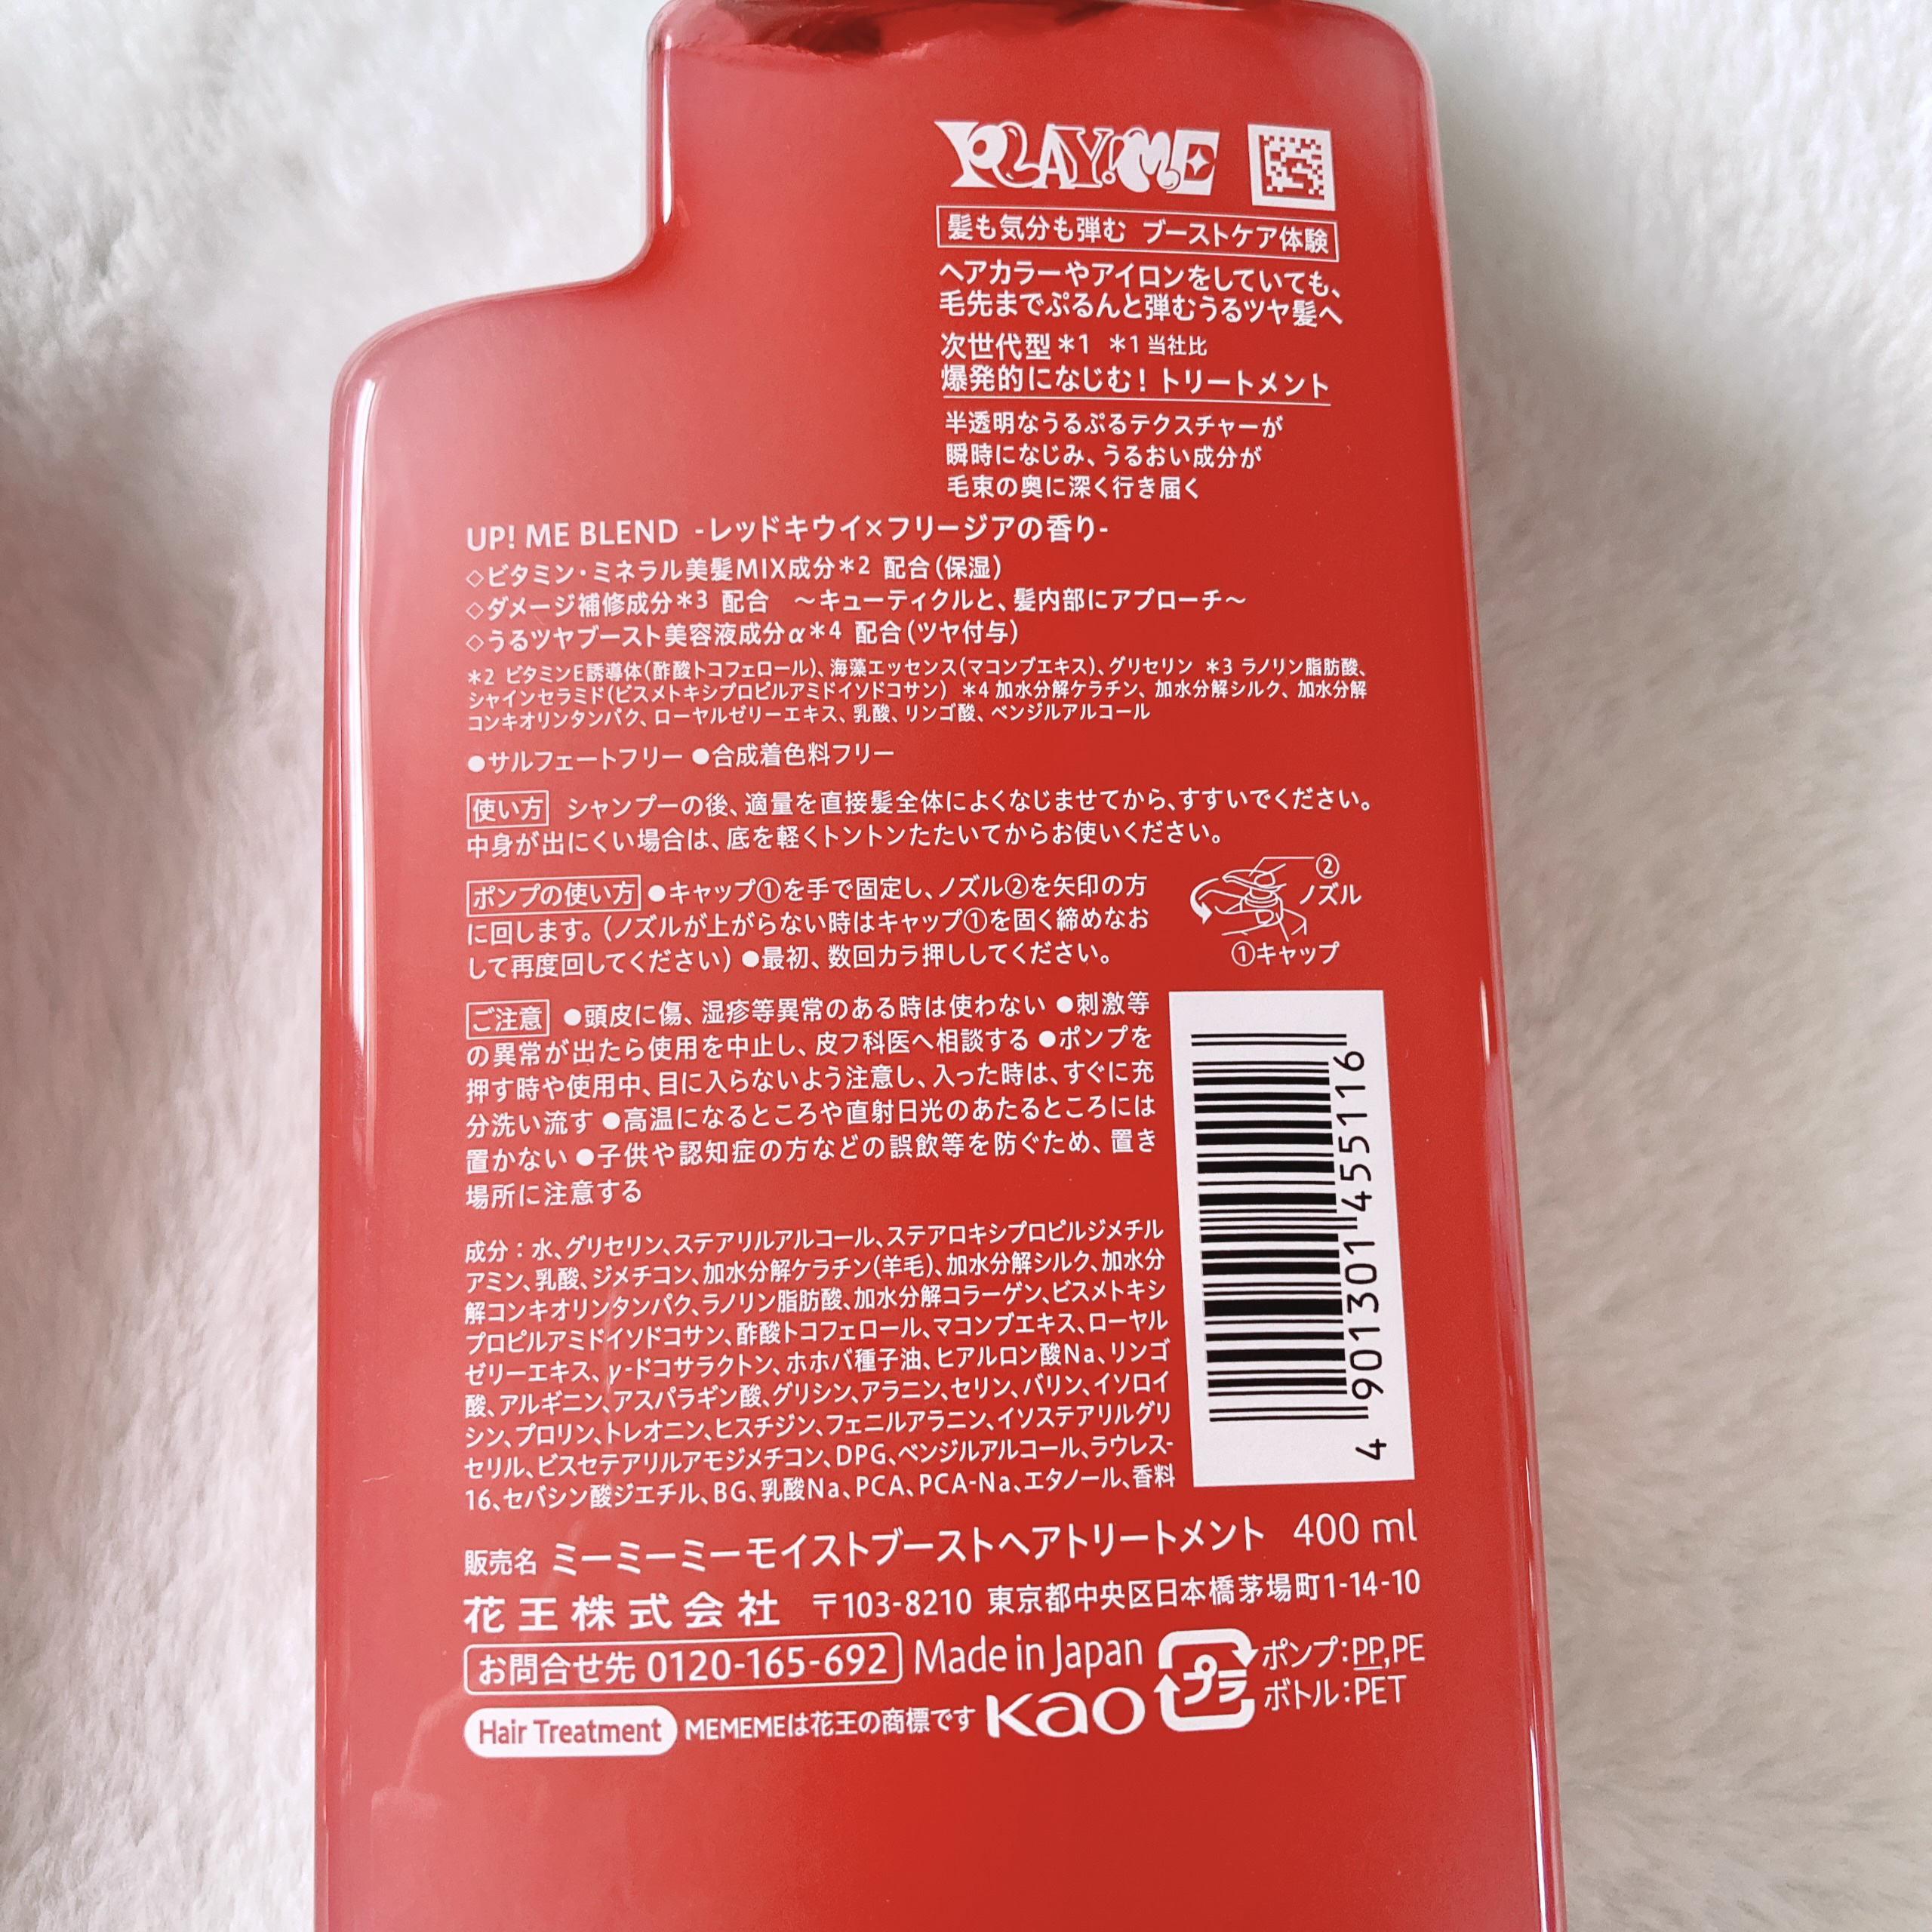 PLAY! ME
髪も気分も弾む ブーストケア体験
ヘアカラーやアイロンをしていても、
毛先までぷるんと弾むうるツヤ髪へ
次世代型*1 *1当社比
爆発的になじむ!トリートメント
半透明なうるぷるテクスチャーが
瞬時になじみ、うるおい成分が
毛束の奥に深く行き届く
UP! ME BLEND -レッドキウイ×フリージアの香り-
◇ビタミン・ミネラル美髪MIX成分*2 配合(保湿)
◇ダメージ補修成分*3 配合 ~キューティクルと、髪内部にアプローチ~
◇うるツヤブースト美容液成分α*4 配合(ツヤ付与)
*2 ビタミンE誘導体(酢酸トコフェロール)、海藻エッセンス(マコンブエキス)、グリセリン *3 ラノリン脂肪酸、
シャインセラミド(ビスメトキシプロピルアミドイソドコサン) *4 加水分解ケラチン、加水分解シルク、加水分解
コンキオリンタンパク、ローヤルゼリーエキス、乳酸、リンゴ酸、ベンジルアルコール
●サルフェートフリー ●合成着色料フリー
使い方 シャンプーの後、適量を直接髪全体によくなじませてから、すすいでください。
中身が出にくい場合は、底を軽くトントンたたいてからお使いください。
ポンプの使い方 ●キャップ①を手で固定し、ノズル②を矢印の方
に回します。(ノズルが上がらない時はキャップ①を固く締めなお
して再度回してください) ●最初、数回カラ押ししてください。
②
ノズル
①キャップ
ご注意 ●頭皮に傷、湿疹等異常のある時は使わない ●刺激等
の異常が出たら使用を中止し、皮フ科医へ相談する ●ポンプを
押す時や使用中、目に入らないよう注意し、入った時は、すぐに充
分洗い流す ●高温になるところや直射日光のあたるところには
置かない ●子供や認知症の方などの誤飲等を防ぐため、置き
場所に注意する
成分:水、グリセリン、ステアリルアルコール、ステアロキシプロピルジメチル
アミン、乳酸、ジメチコン、加水分解ケラチン(羊毛)、加水分解シルク、加水分
解コンキオリンタンパク、ラノリン脂肪酸、加水分解コラーゲン、ビスメトキシ
プロピルアミドイソドコサン、酢酸トコフェロール、マコンブエキス、ローヤル
ゼリーエキス、γ-ドコサラクトン、ホホバ種子油、ヒアルロン酸Na、リンゴ
酸、アルギニン、アスパラギン酸、グリシン、アラニン、セリン、バリン、イソロイ
シン、プロリン、トレオニン、ヒスチジン、フェニルアラニン、イソステアリルグリ
セリル、ビスセテアリルアモジメチコン、DPG、ベンジルアルコール、ラウレス-
16、セバシン酸ジエチル、BG、乳酸Na、PCA、PCA-Na、エタノール、香料
4 901301 455116
販売名 ミーミーミーモイストブーストヘアトリートメント 400 ml
花王株式会社 〒103-8210 東京都中央区日本橋茅場町1-14-10
お問合せ先 0120-165-692 Made in Japan
プラ
ポンプ:PP,PE
ボトル:PET
Hair Treatment MEMEMEは花王の商標です Kao